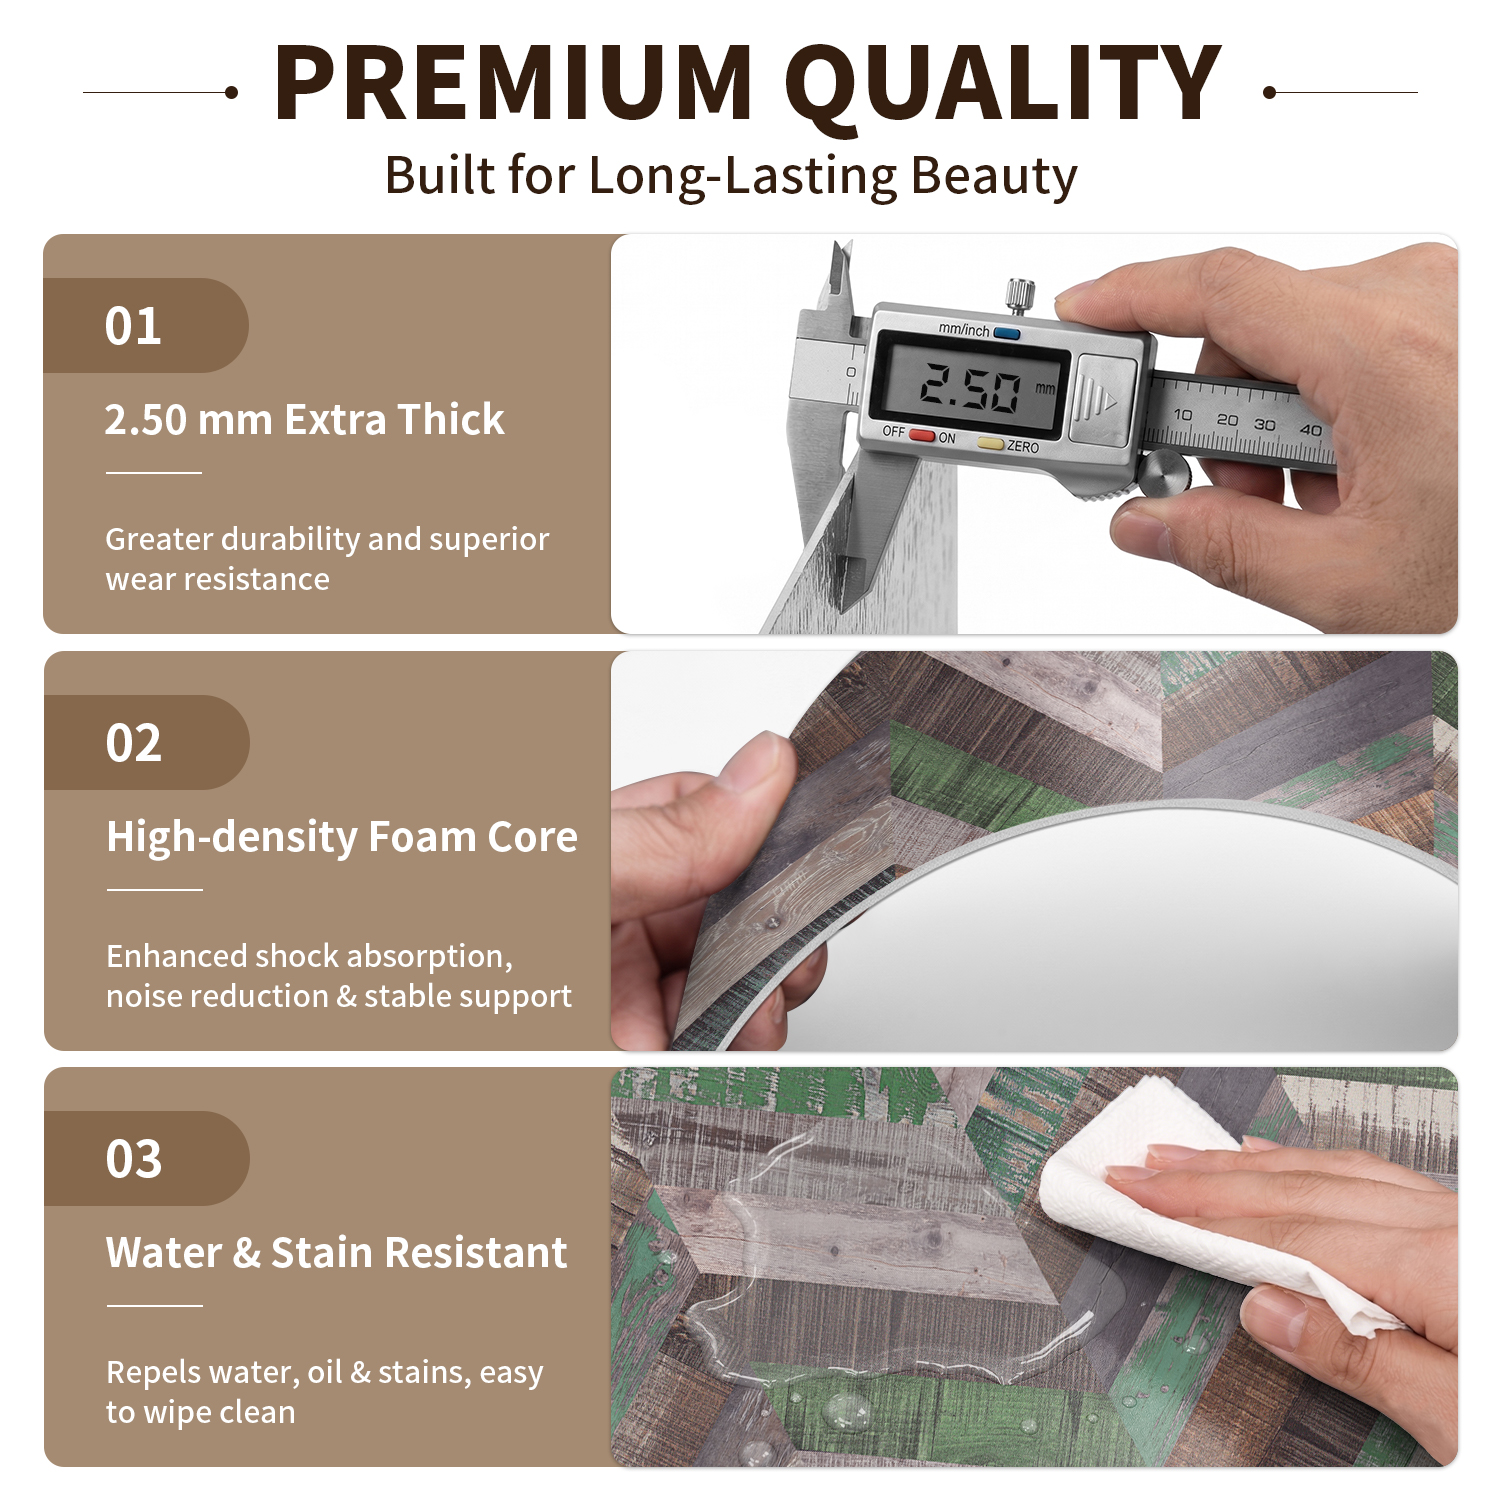 PREMIUM QUALITY
Built for Long-Lasting Beauty
01
2.50 mm Extra Thick
Greater durability and superior
wear resistance
mm/inch
0
2.50 mm
OFF ON ZERO
10 20 30 40
02
High-density Foam Core
Enhanced shock absorption,
noise reduction & stable support
03
Water & Stain Resistant
Repels water, oil & stains, easy
to wipe clean